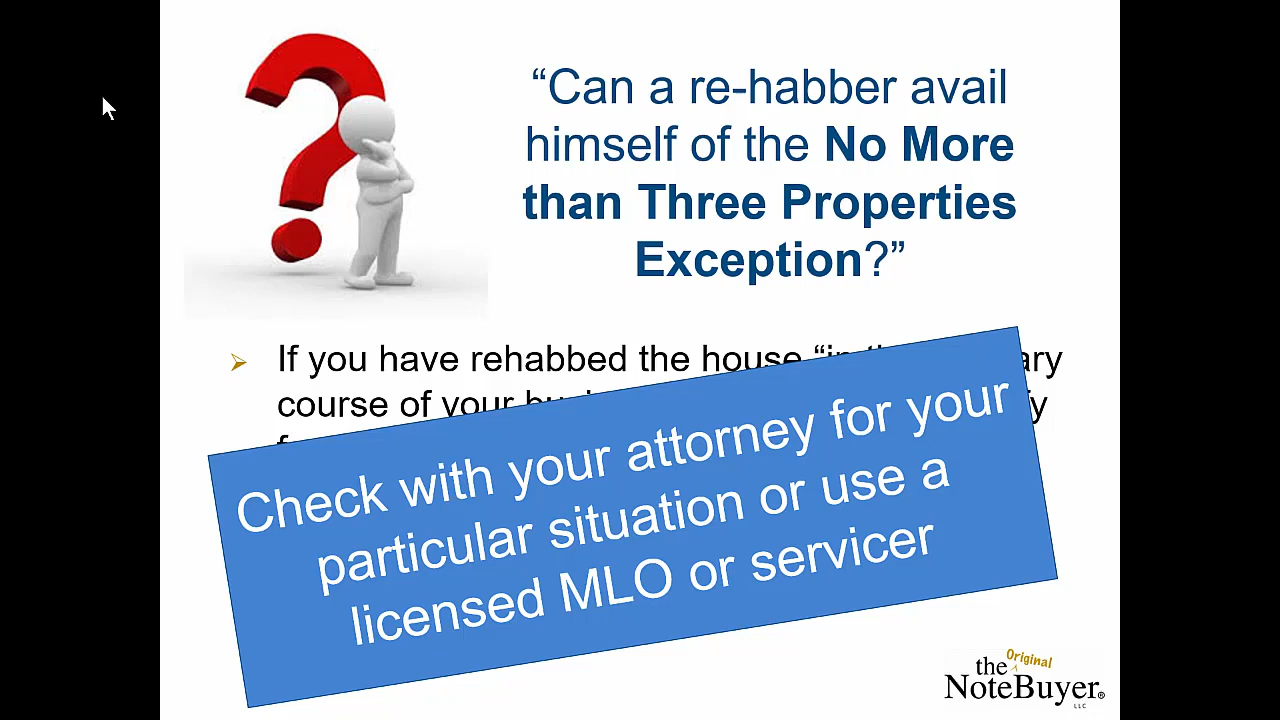 “Can a re-habber avail
himself of the No More
than Three Properties
Exception?”
If you have rehabbed the house
course of your
Check with your attorney for your
particular situation or use a
licensed MLO or servicer
the Original
NoteBuyer®
LLC